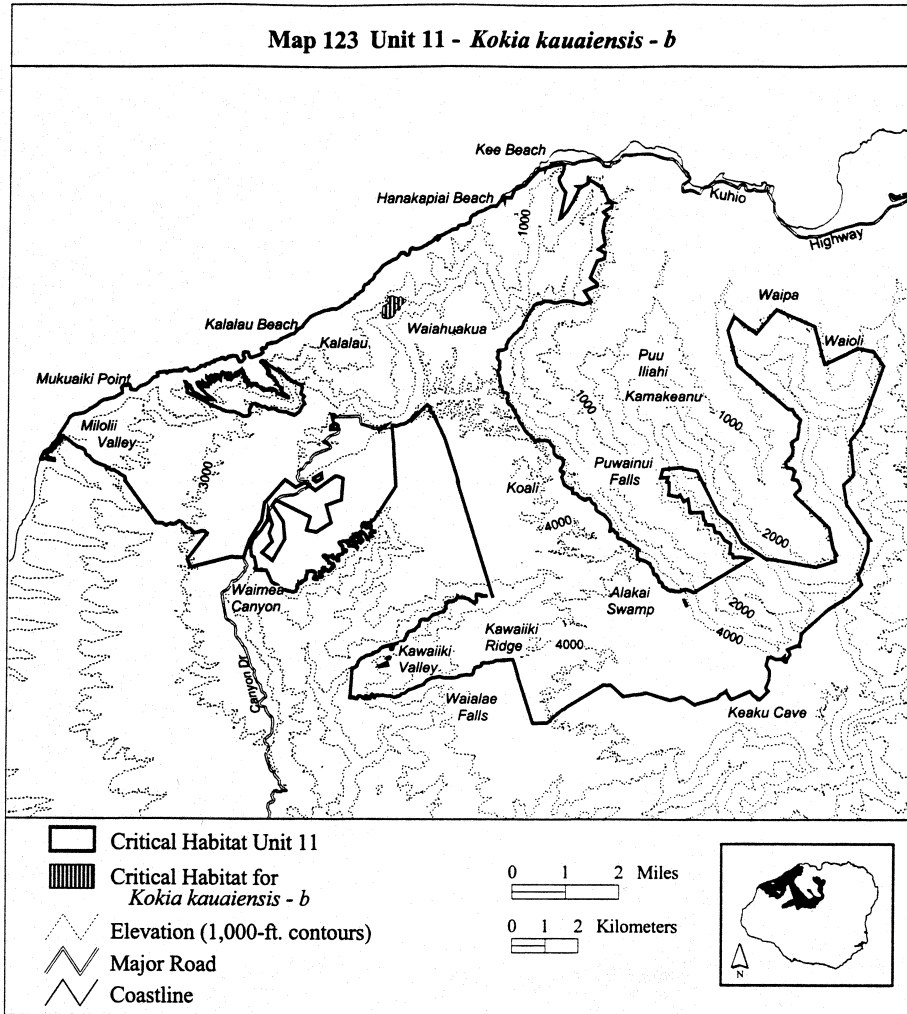 Map 123 Unit 11 - Kokia kauaiensis - b
Kee Beach
Hanakapiai Beach
Kuhio
Highway
1000
Waipa
Kalalau Beach
Kalalau
Waiahuakua
Waioli
Puu
Iliahi
Kamakeanu
Mukuaiki Point
1000
1000
Milolii
Valley
3000
Puwainui
Falls
Koali
4000
2000
Waimea
Canyon
Alakai
Swamp
2000
4000
Kawaiiki
Ridge
4000
Kawaiiki
Valley
Canyon Dr
Waialae
Falls
Keaku Cave
Critical Habitat Unit 11
Critical Habitat for
Kokia kauaiensis - b
Elevation (1,000-ft. contours)
Major Road
Coastline
0 1 2 Miles
0 1 2 Kilometers
N